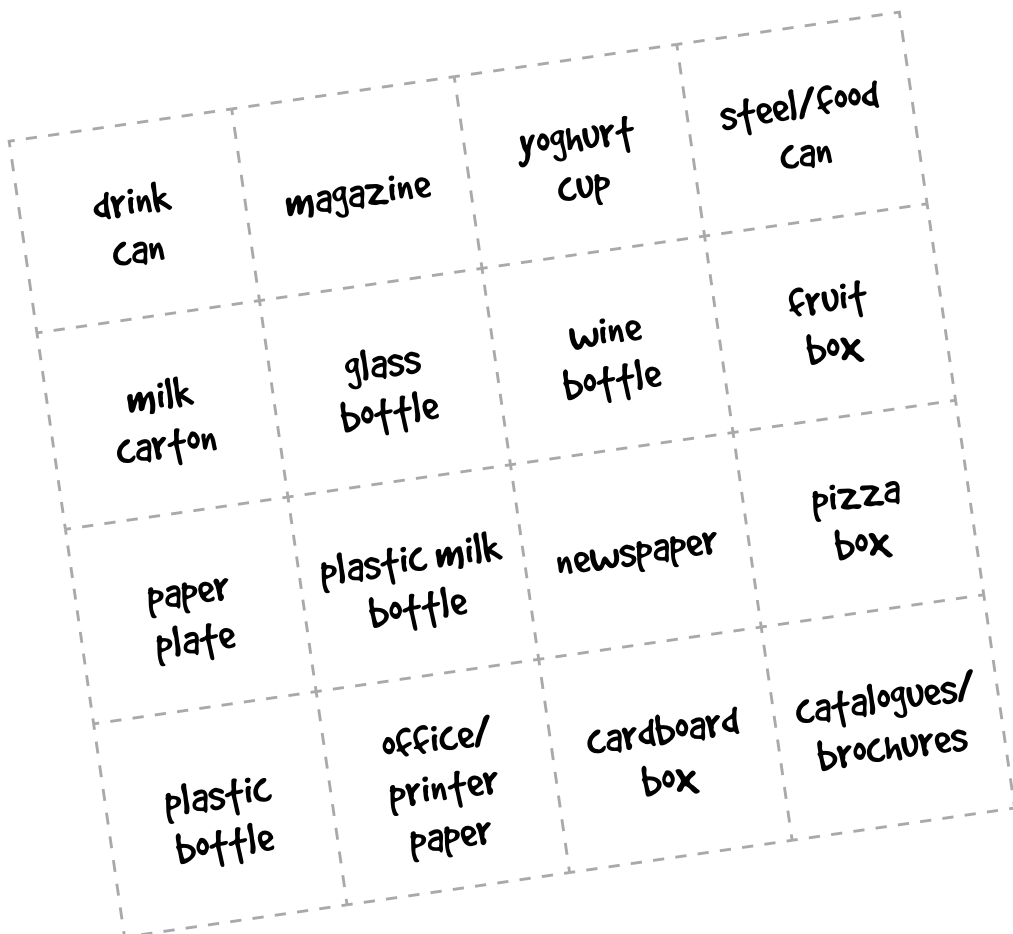 drink
can
magazine
yoghurt
cup
steel/food
can
milk
carton
glass
bottle
wine
bottle
fruit
box
paper
plate
plastic milk
bottle
newspaper
pizza
box
plastic
bottle
office/
printer
paper
cardboard
box
catalogues/
brochures